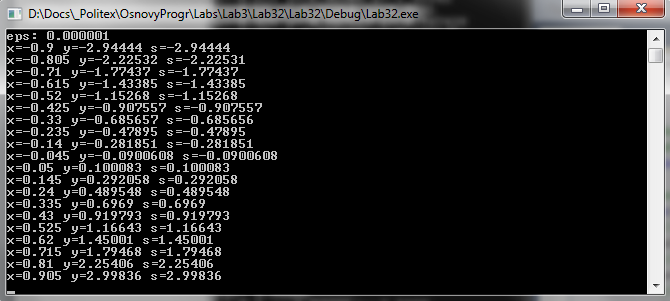 D:\Docs\_Politex\OsnovyProgr\Labs\Lab3\Lab32\Lab32\Debug\Lab32.exe
eps: 0.000001
x=-0.9 y=-2.94444 s=-2.94444
x=-0.805 y=-2.22532 s=-2.22531
x=-0.71 y=-1.77437 s=-1.77437
x=-0.615 y=-1.43385 s=-1.43385
x=-0.52 y=-1.15268 s=-1.15268
x=-0.425 y=-0.907557 s=-0.907557
x=-0.33 y=-0.685657 s=-0.685656
x=-0.235 y=-0.47895 s=-0.47895
x=-0.14 y=-0.281851 s=-0.281851
x=-0.045 y=-0.0900608 s=-0.0900608
x=0.05 y=0.100083 s=0.100083
x=0.145 y=0.292058 s=0.292058
x=0.24 y=0.489548 s=0.489548
x=0.335 y=0.6969 s=0.6969
x=0.43 y=0.919793 s=0.919793
x=0.525 y=1.16643 s=1.16643
x=0.62 y=1.45001 s=1.45001
x=0.715 y=1.79468 s=1.79468
x=0.81 y=2.25406 s=2.25406
x=0.905 y=2.99836 s=2.99836